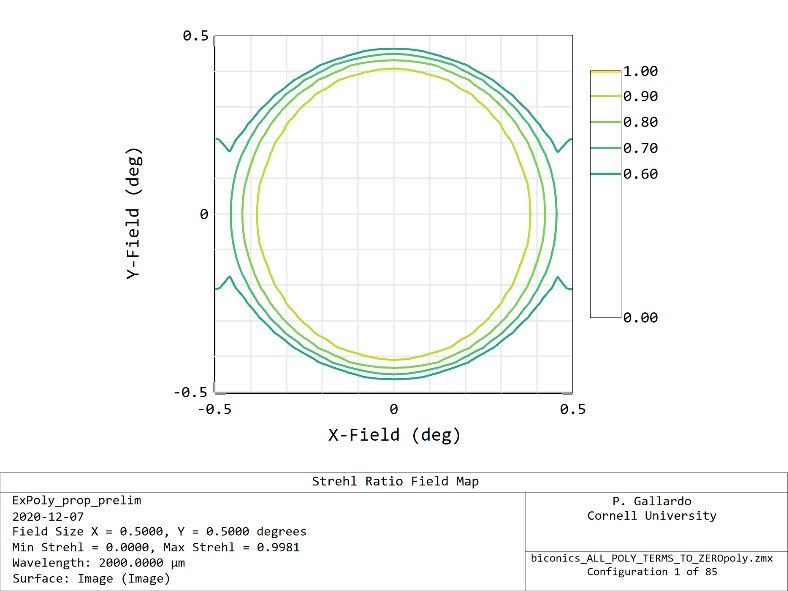 0.5
0
-0.5
Y-Field (deg)
-0.5
0
0.5
X-Field (deg)
1.00
0.90
0.80
0.70
0.60
0.00
Strehl Ratio Field Map
ExPoly_prop_prelim
2020-12-07
Field Size X = 0.5000, Y = 0.5000 degrees
Min Strehl = 0.0000, Max Strehl = 0.9981
Wavelength: 2000.0000 µm
Surface: Image (Image)
P. Gallardo
Cornell University
biconics_ALL_POLY_TERMS_TO_ZEROpoly.zmx
Configuration 1 of 85